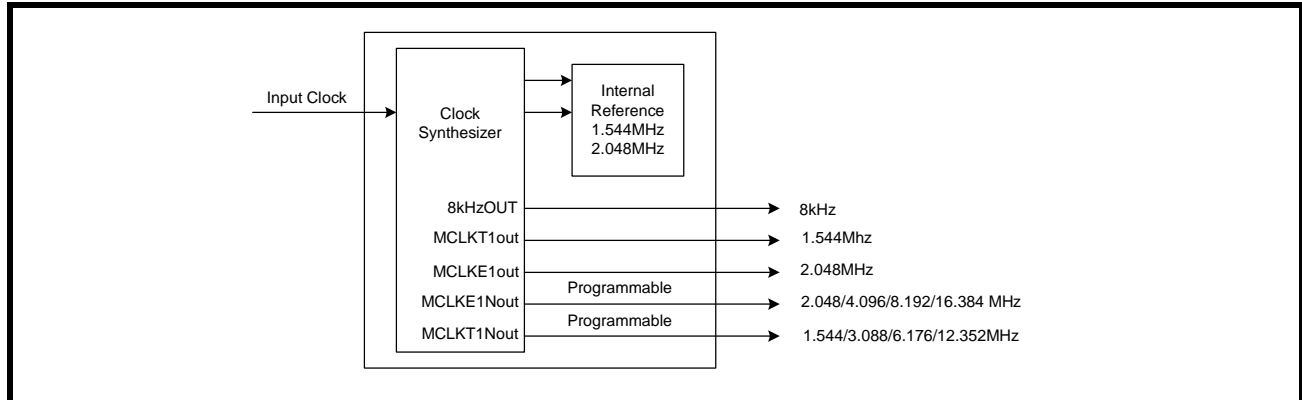 Input Clock
Clock
Synthesizer
Internal
Reference
1.544MHz
2.048MHz
8kHzOUT
8kHz
MCLKT1out
1.544Mhz
MCLKE1out
2.048MHz
MCLKE1Nout
Programmable
2.048/4.096/8.192/16.384 MHz
MCLKT1Nout
Programmable
1.544/3.088/6.176/12.352MHz